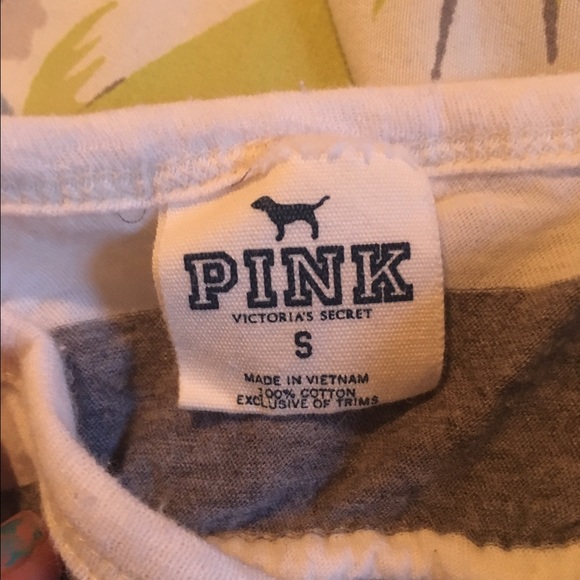 PINK
VICTORIA'S SECRET
S
MADE IN VIETNAM
100% COTTON
EXCLUSIVE OF TRIMS